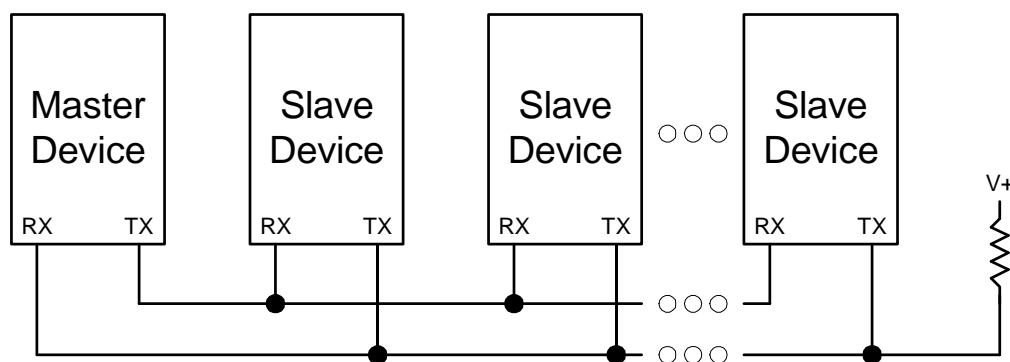 Master
Device
RX TX
Slave
Device
RX TX
Slave
Device
RX TX
Slave
Device
RX TX
V+